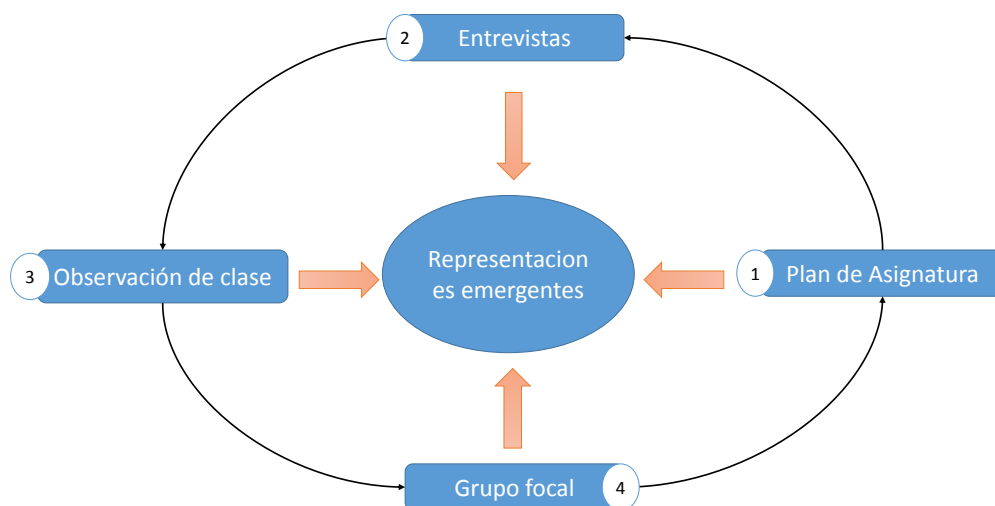 2
Entrevistas
3
Observación de clase
Representacion
es emergentes
1
Plan de Asignatura
Grupo focal
4